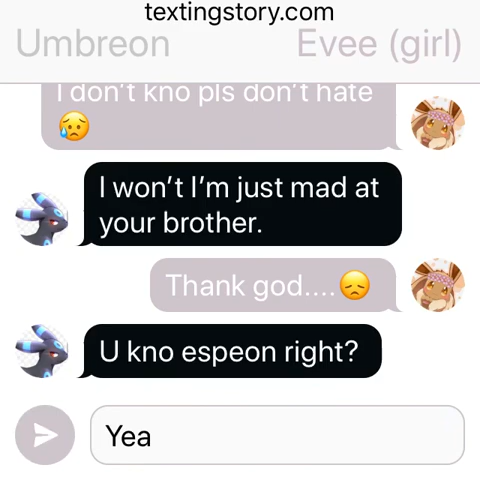 textingstory.com
Umbreon Evee (girl)
I don't kno pls don't hate
😥
I won't I'm just mad at
your brother.
Thank god....😞
U kno espeon right?
Yea